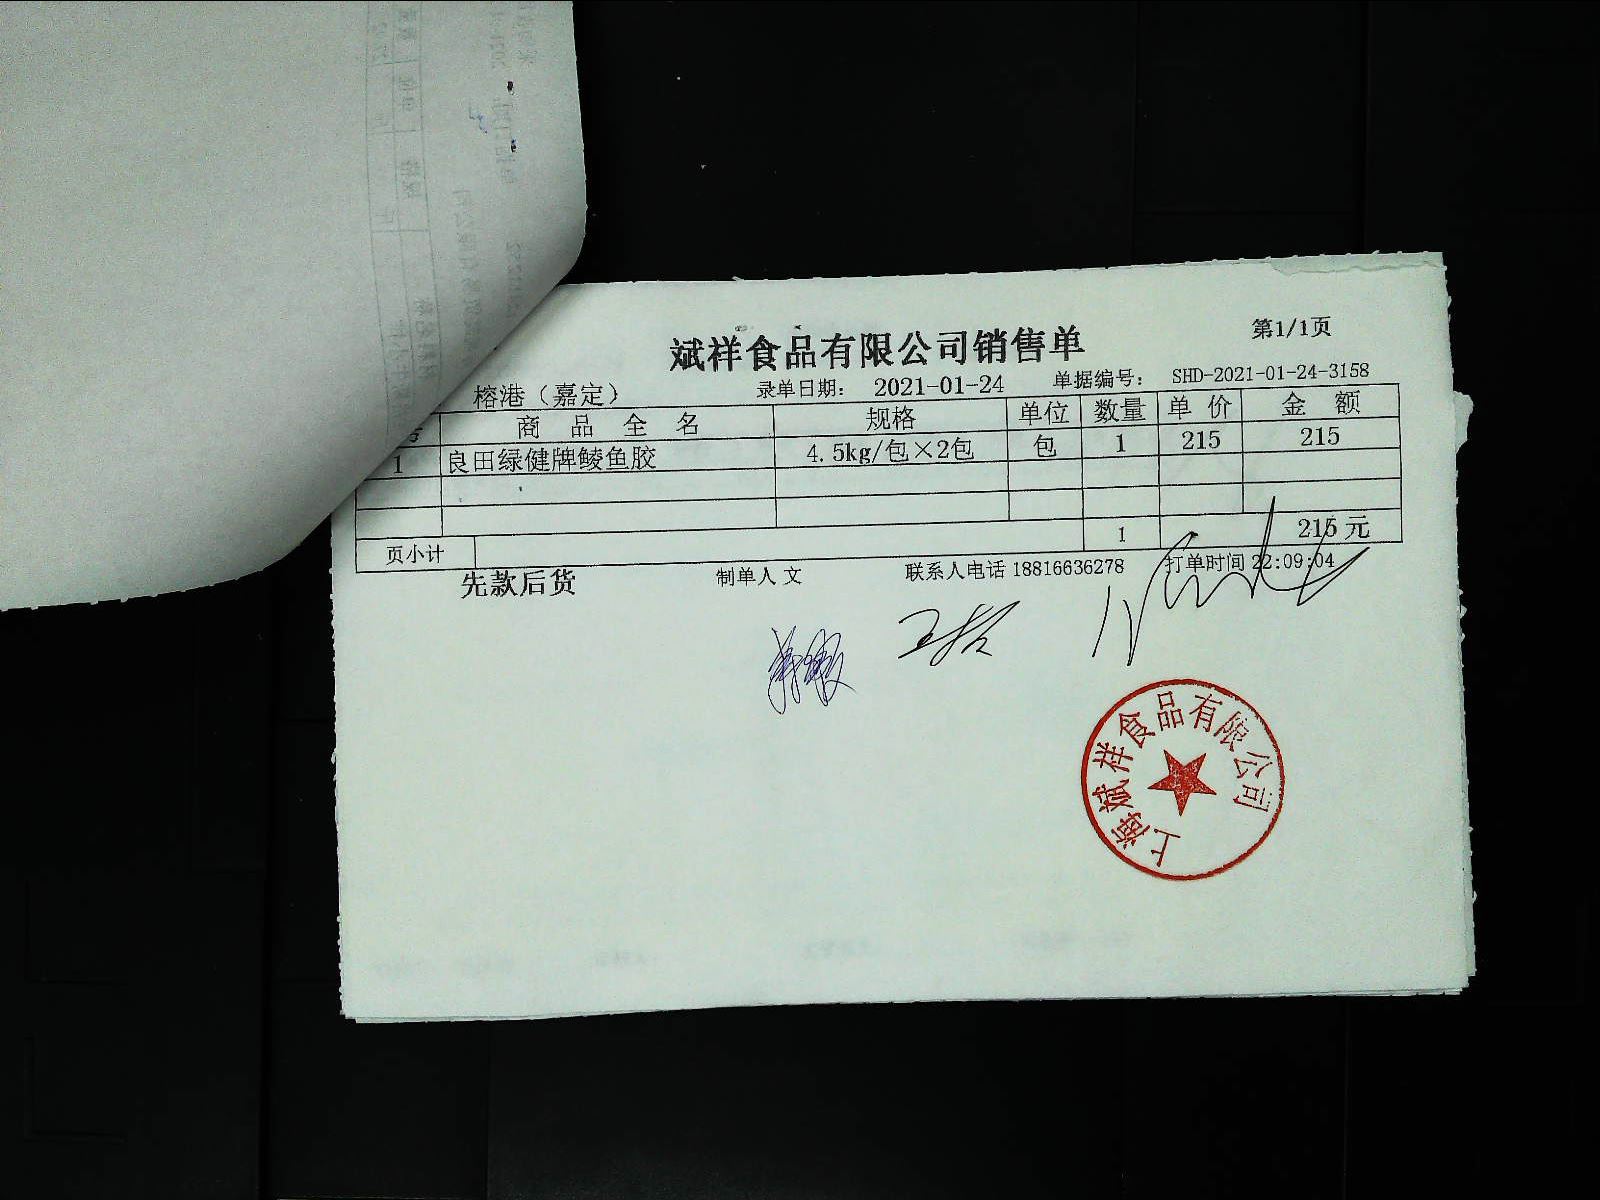 斌祥食品有限公司销售单
第1/1页
榕港（嘉定） 录单日期： 2021-01-24 单据编号： SHD-2021-01-24-3158
商品全名 规格 单位 数量 单价 金额
1 良田绿健牌鲮鱼胶 4.5kg/包×2包 包 1 215 215
页小计 1 215元
先款后货 制单人 文 联系人电话 18816636278 打单时间 22:09:04
上海斌祥食品有限公司